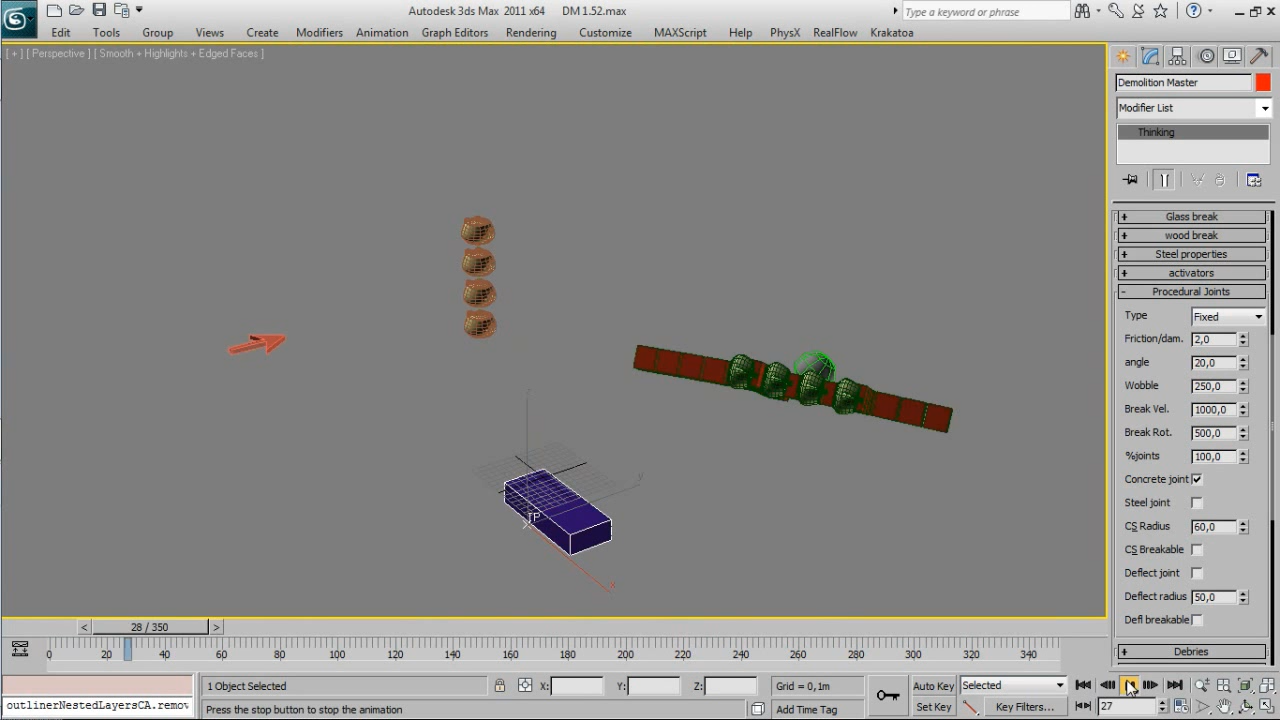 Autodesk 3ds Max 2011 x64 DM 1.52.max
Type a keyword or phrase
Edit Tools Group Views Create Modifiers Animation Graph Editors Rendering Customize MAXScript Help PhysX RealFlow Krakatoa
[ + ] [ Perspective ] [ Smooth + Highlights + Edged Faces ]
Demolition Master
Modifier List
Thinking
+ Glass break
+ wood break
+ Steel properties
+ activators
- Procedural Joints
Type Fixed
Friction/dam. 2,0
angle 20,0
Wobble 250,0
Break Vel. 1000,0
Break Rot. 500,0
%joints 100,0
Concrete joint
Steel joint
CS Radius 60,0
CS Breakable
Deflect joint
Deflect radius 50,0
Defl breakable
+ Debries
TP
x
y
< 28 / 350 >
0 20 40 60 80 100 120 140 160 180 200 220 240 260 280 300 320 340
1 Object Selected X: Y: Z: Grid = 0,1m Auto Key Selected
outlinerNestedLayersCA.remov Press the stop button to stop the animation Add Time Tag Set Key Key Filters... 27